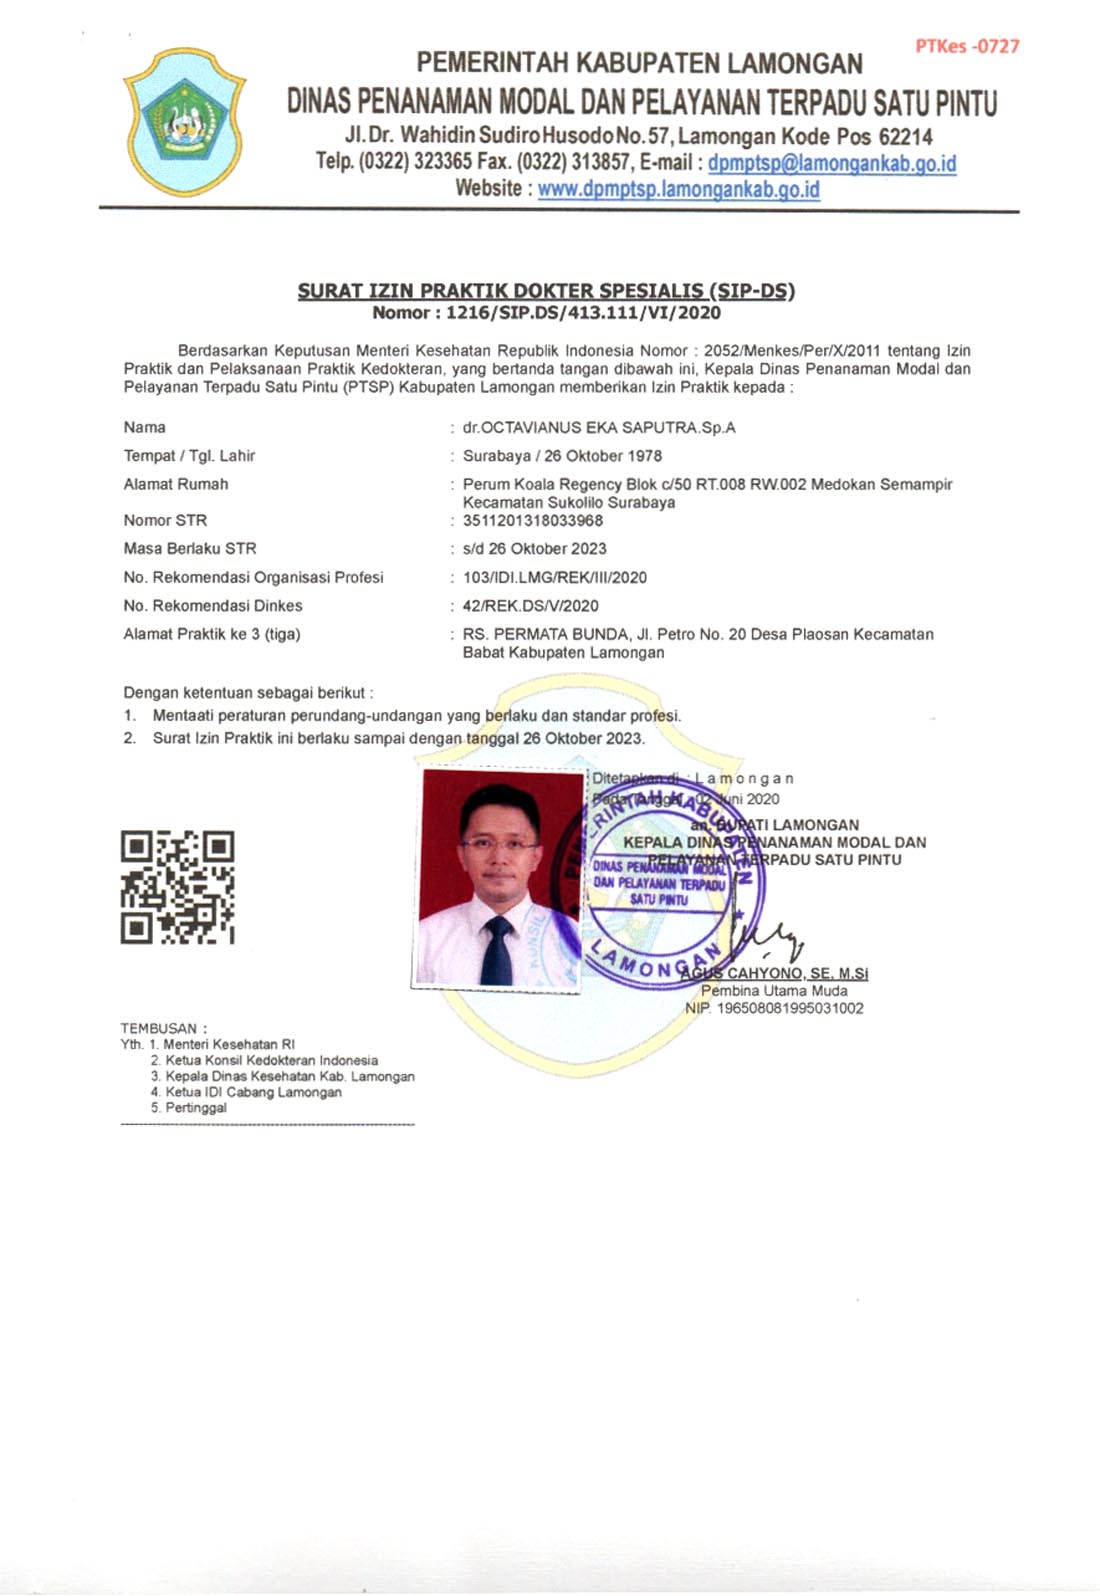 PTKes -0727
PEMERINTAH KABUPATEN LAMONGAN
DINAS PENANAMAN MODAL DAN PELAYANAN TERPADU SATU PINTU
Jl.Dr. Wahidin SudiroHusodoNo.57, Lamongan Kode Pos 62214
Telp. (0322) 323365 Fax. (0322) 313857, E-mail : dpmptsp@lamongankab.go.id
Website : www.dpmptsp.lamongankab.go.id
SURAT IZIN PRAKTIK DOKTER SPESIALIS (SIP-DS)
Nomor : 1216/SIP.DS/413.111/VI/2020
Berdasarkan Keputusan Menteri Kesehatan Republik Indonesia Nomor : 2052/Menkes/Per/X/2011 tentang Izin
Praktik dan Pelaksanaan Praktik Kedokteran, yang bertanda tangan dibawah ini, Kepala Dinas Penanaman Modal dan
Pelayanan Terpadu Satu Pintu (PTSP) Kabupaten Lamongan memberikan Izin Praktik kepada :
Nama : dr.OCTAVIANUS EKA SAPUTRA.Sp.A
Tempat / Tgl. Lahir : Surabaya / 26 Oktober 1978
Alamat Rumah : Perum Koala Regency Blok c/50 RT.008 RW.002 Medokan Semampir
Kecamatan Sukolilo Surabaya
Nomor STR : 3511201318033968
Masa Berlaku STR : s/d 26 Oktober 2023
No. Rekomendasi Organisasi Profesi : 103/IDI.LMG/REK/III/2020
No. Rekomendasi Dinkes : 42/REK.DS/V/2020
Alamat Praktik ke 3 (tiga) : RS. PERMATA BUNDA, Jl. Petro No. 20 Desa Plaosan Kecamatan
Babat Kabupaten Lamongan
Dengan ketentuan sebagai berikut :
1. Mentaati peraturan perundang-undangan yang berlaku dan standar profesi.
2. Surat Izin Praktik ini berlaku sampai dengan tanggal 26 Oktober 2023.
Ditetapkan di : L a m o n g a n
Pada Tanggal : 02 Juni 2020
an. BUPATI LAMONGAN
KEPALA DINAS PENANAMAN MODAL DAN
PELAYANAN TERPADU SATU PINTU
PEMERINTAH KABUPATEN
DINAS PENANAMAN MODAL
DAN PELAYANAN TERPADU
SATU PINTU
LAMONGAN
AGUS CAHYONO, SE. M.Si
Pembina Utama Muda
NIP. 196508081995031002
TEMBUSAN :
Yth. 1. Menteri Kesehatan RI
2. Ketua Konsil Kedokteran Indonesia
3. Kepala Dinas Kesehatan Kab. Lamongan
4. Ketua IDI Cabang Lamongan
5. Pertinggal